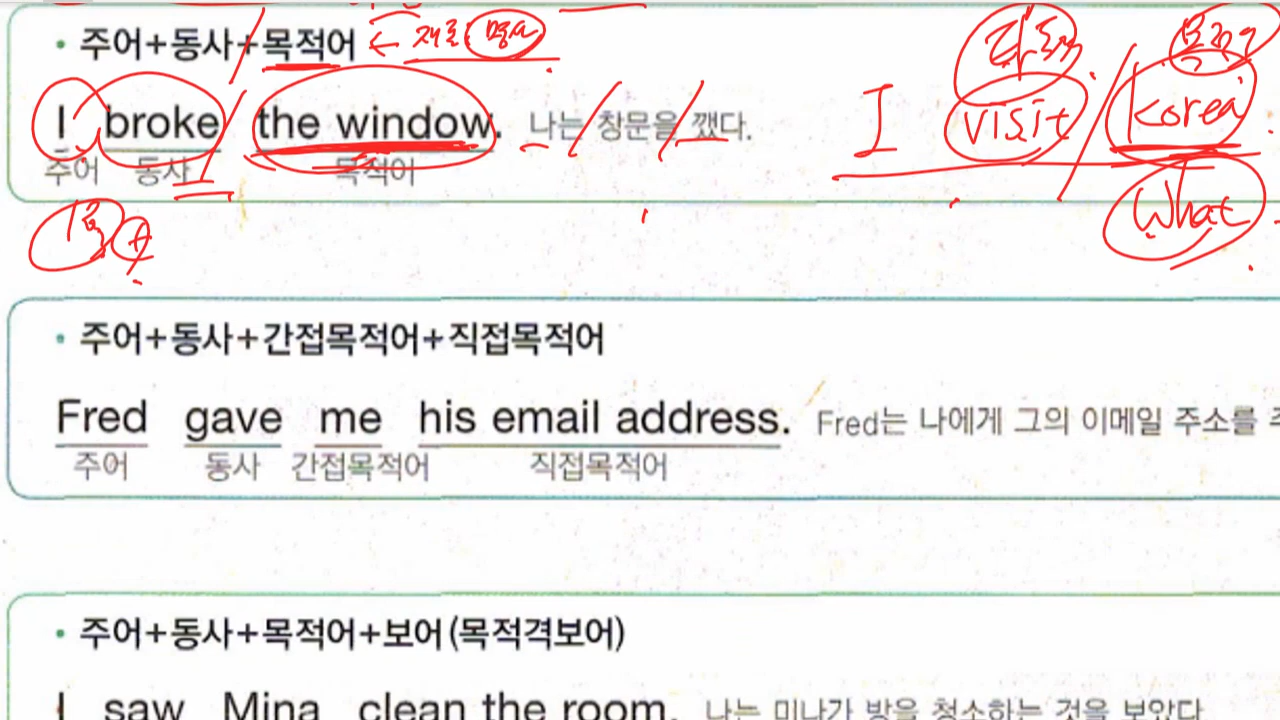 • 주어+동사+목적어 ← 재료 명사
I broke the window. 나는 창문을 깼다.
주어 동사 목적어
I visit Korea
What
• 주어+동사+간접목적어+직접목적어
Fred gave me his email address. Fred는 나에게 그의 이메일 주소를
주어 동사 간접목적어 직접목적어
• 주어+동사+목적어+보어(목적격보어)
I saw Mina clean the room. 나는 미나가 방을 청소하는 것을 보았다